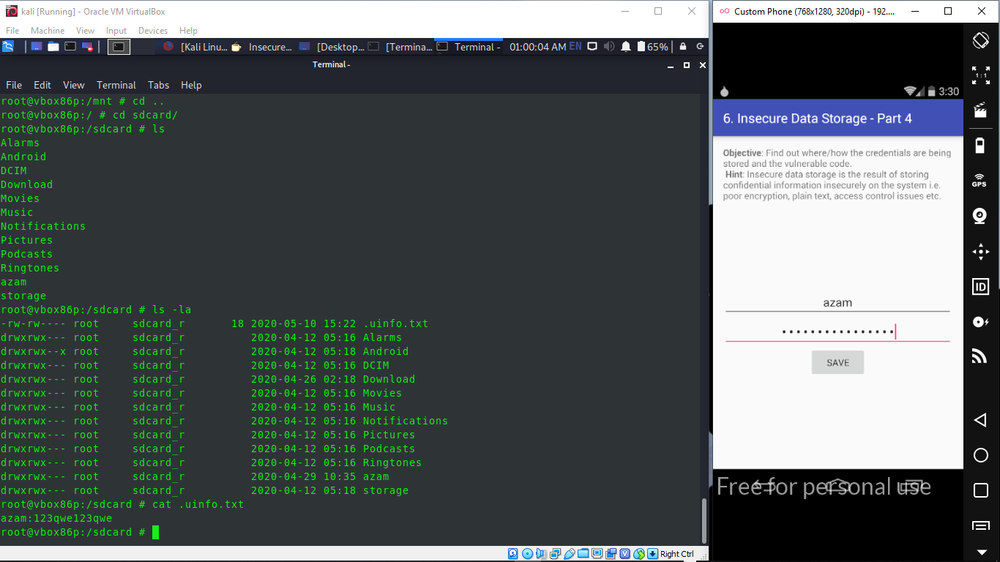 kali [Running] - Oracle VM VirtualBox
File Machine View Input Devices Help
[Kali Linu... Insecure... [Desktop... [Termina... Terminal - 01:00:04 AM EN 65%
Terminal -
File Edit View Terminal Tabs Help
root@vbox86p:/mnt # cd ..
root@vbox86p:/ # cd sdcard/
root@vbox86p:/sdcard # ls
Alarms
Android
DCIM
Download
Movies
Music
Notifications
Pictures
Podcasts
Ringtones
azam
storage
root@vbox86p:/sdcard # ls -la
-rw-rw---- root sdcard_r 18 2020-05-10 15:22 .uinfo.txt
drwxrwx--- root sdcard_r 2020-04-12 05:16 Alarms
drwxrwx--x root sdcard_r 2020-04-12 05:18 Android
drwxrwx--- root sdcard_r 2020-04-12 05:16 DCIM
drwxrwx--- root sdcard_r 2020-04-26 02:18 Download
drwxrwx--- root sdcard_r 2020-04-12 05:16 Movies
drwxrwx--- root sdcard_r 2020-04-12 05:16 Music
drwxrwx--- root sdcard_r 2020-04-12 05:16 Notifications
drwxrwx--- root sdcard_r 2020-04-12 05:16 Pictures
drwxrwx--- root sdcard_r 2020-04-12 05:16 Podcasts
drwxrwx--- root sdcard_r 2020-04-12 05:16 Ringtones
drwxrwx--- root sdcard_r 2020-04-29 10:35 azam
drwxrwx--- root sdcard_r 2020-04-12 05:18 storage
root@vbox86p:/sdcard # cat .uinfo.txt
azam:123qwe123qwe
root@vbox86p:/sdcard #
Right Ctrl
Custom Phone (768x1280, 320dpi) - 192....
3:30
6. Insecure Data Storage - Part 4
Objective: Find out where/how the credentials are being
stored and the vulnerable code.
Hint: Insecure data storage is the result of storing
confidential information insecurely on the system i.e.
poor encryption, plain text, access control issues etc.
azam
SAVE
Free for personal use
1:1
GPS
ID